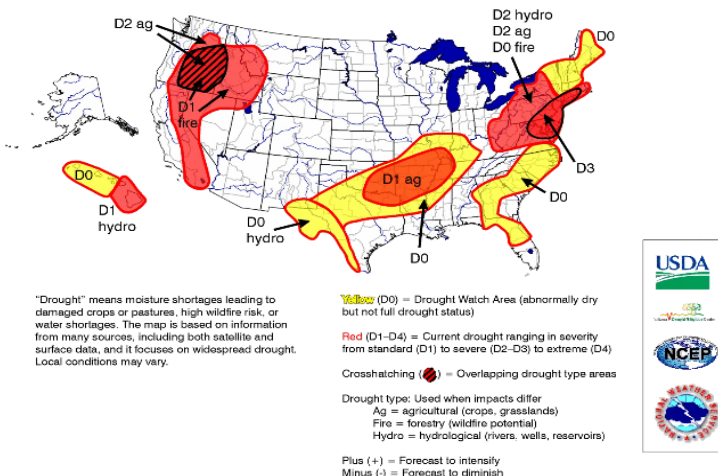 D2 ag
D1
fire
D2 hydro
D2 ag
D0 fire
D0
D3
D0
D1 ag
D0
D0
hydro
D0
D1
hydro
"Drought" means moisture shortages leading to
damaged crops or pastures, high wildfire risk, or
water shortages. The map is based on information
from many sources, including both satellite and
surface data, and it focuses on widespread drought.
Local conditions may vary.
Yellow (D0) = Drought Watch Area (abnormally dry
but not full drought status)
Red (D1–D4) = Current drought ranging in severity
from standard (D1) to severe (D2–D3) to extreme (D4)
Crosshatching ( ) = Overlapping drought type areas
Drought type: Used when impacts differ
Ag = agricultural (crops, grasslands)
Fire = forestry (wildfire potential)
Hydro = hydrological (rivers, wells, reservoirs)
Plus (+) = Forecast to intensify
Minus (-) = Forecast to diminish
USDA
NCEP
NATIONAL WEATHER SERVICE